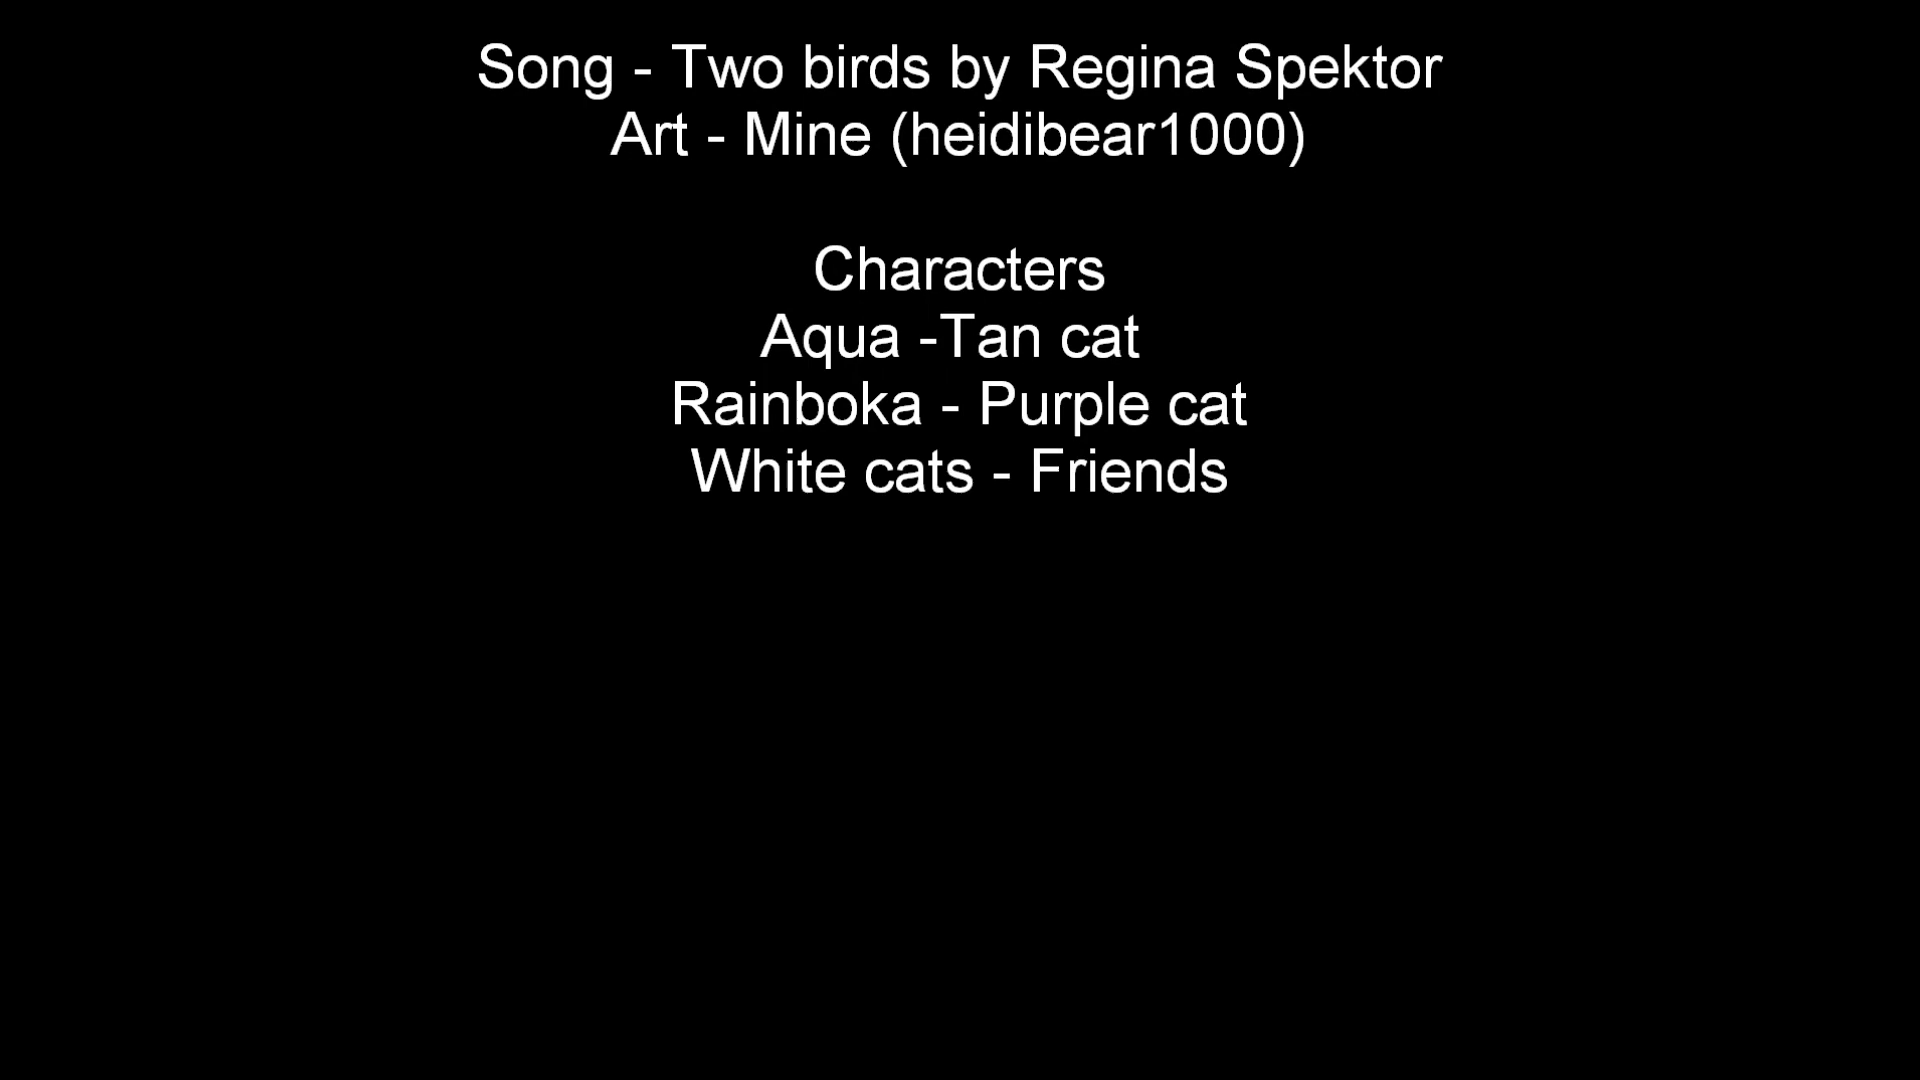 Song - Two birds by Regina Spektor
Art - Mine (heidibear1000)
Characters
Aqua -Tan cat
Rainboka - Purple cat
White cats - Friends